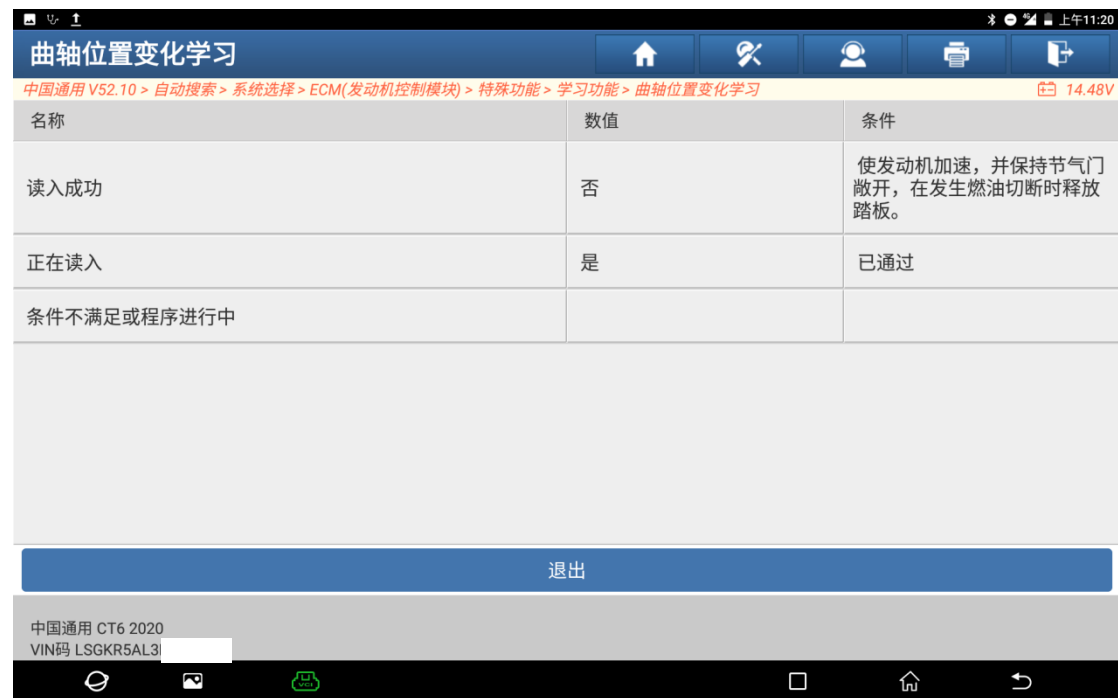 上午11:20
曲轴位置变化学习
中国通用 V52.10 > 自动搜索 > 系统选择 > ECM(发动机控制模块) > 特殊功能 > 学习功能 > 曲轴位置变化学习 14.48V
名称 数值 条件
读入成功 否 使发动机加速，并保持节气门
敞开，在发生燃油切断时释放
踏板。
正在读入 是 已通过
条件不满足或程序进行中
退出
中国通用 CT6 2020
VIN码 LSGKR5AL3
VCI